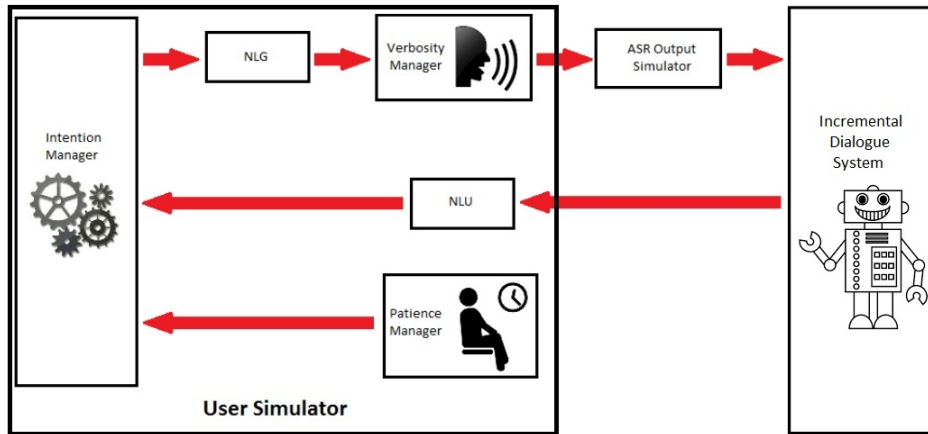 NLG
Verbosity
Manager
ASR Output
Simulator
Intention
Manager
Incremental
Dialogue
System
NLU
Patience
Manager
User Simulator